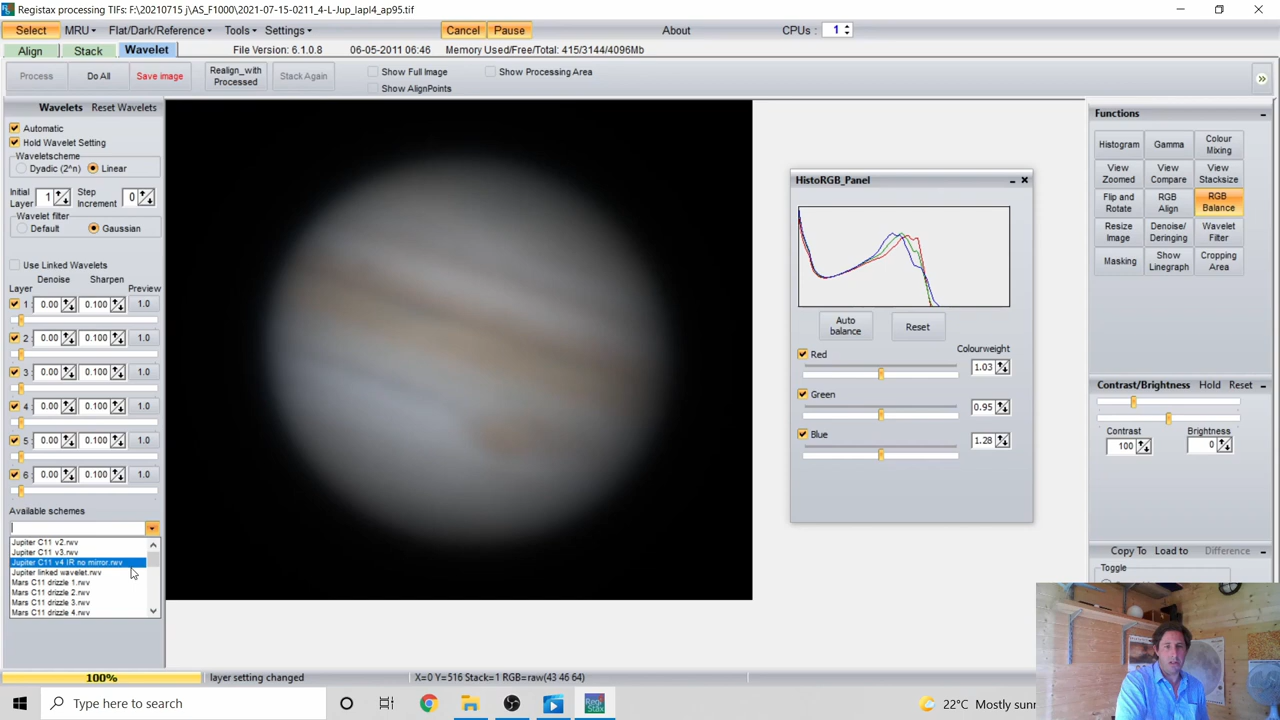 Registax processing TIFs: F:\20210715 j\AS_F1000\2021-07-15-0211_4-L-Jup_lapl4_ap95.tif
Select MRU Flat/Dark/Reference Tools Settings Cancel Pause About CPUs: 1
Align Stack Wavelet File Version: 6.1.0.8 06-05-2011 06:46 Memory Used/Free/Total: 415/3144/4096Mb
Process Do All Save image Realign_with Processed Stack Again Show Full Image Show Processing Area
Show AlignPoints
Wavelets Reset Wavelets
Automatic
Hold Wavelet Setting
Waveletscheme
Dyadic (2^n) Linear
Initial Layer 1 Step Increment 0
Wavelet filter
Default Gaussian
Use Linked Wavelets
Denoise Sharpen
Layer Preview
1 : 0.00 0.100 1.0
2 : 0.00 0.100 1.0
3 : 0.00 0.100 1.0
4 : 0.00 0.100 1.0
5 : 0.00 0.100 1.0
6 : 0.00 0.100 1.0
Available schemes
Jupiter C11 v2.rwv
Jupiter C11 v3.rwv
Jupiter C11 v4 IR no mirror.rwv
Jupiter linked wavelet.rwv
Mars C11 drizzle 1.rwv
Mars C11 drizzle 2.rwv
Mars C11 drizzle 3.rwv
Mars C11 drizzle 4.rwv
HistoRGB_Panel
Auto balance Reset
Colourweight
Red 1.03
Green 0.95
Blue 1.28
Functions
Histogram Gamma Colour Mixing
View Zoomed View Compare View Stacksize
Flip and Rotate RGB Align RGB Balance
Resize Image Denoise/ Deringing Wavelet Filter
Masking Show Linegraph Cropping Area
Contrast/Brightness Hold Reset
Contrast Brightness
100 0
Copy To Load to Difference
Toggle
100% layer setting changed X=0 Y=516 Stack=1 RGB=raw(43 46 64)
Type here to search
22°C Mostly sunn